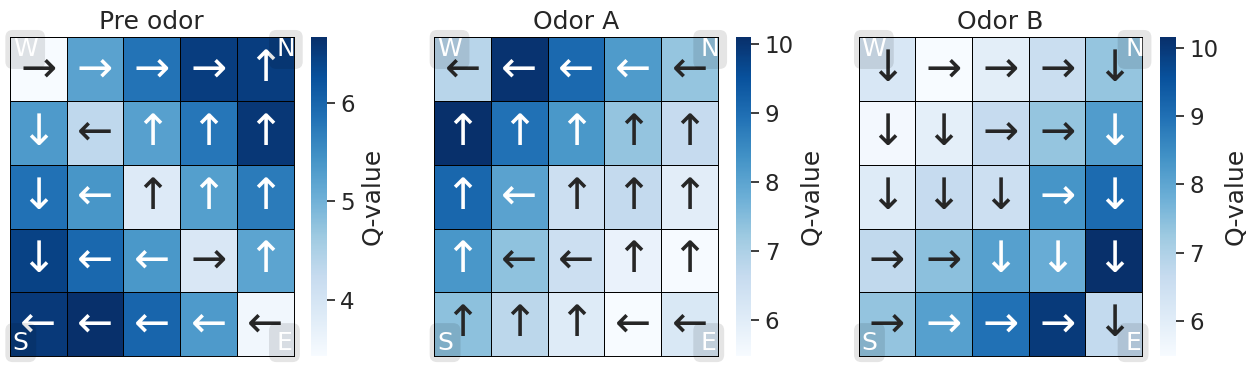 Pre odor
W → → → → ↑ N
↓ ← ↑ ↑ ↑
↓ ← ↑ ↑ ↑
↓ ← ← → ↑
S ← ← ← ← ← E
6
5
4
Q-value
Odor A
W ← ← ← ← ← N
↑ ↑ ↑ ↑ ↑
↑ ← ↑ ↑ ↑
↑ ← ← ↑ ↑
S ↑ ↑ ↑ ← ← E
10
9
8
7
6
Q-value
Odor B
W ↓ → → → ↓ N
↓ ↓ → → ↓
↓ ↓ ↓ → ↓
→ → ↓ ↓ ↓
S → → → → ↓ E
10
9
8
7
6
Q-value